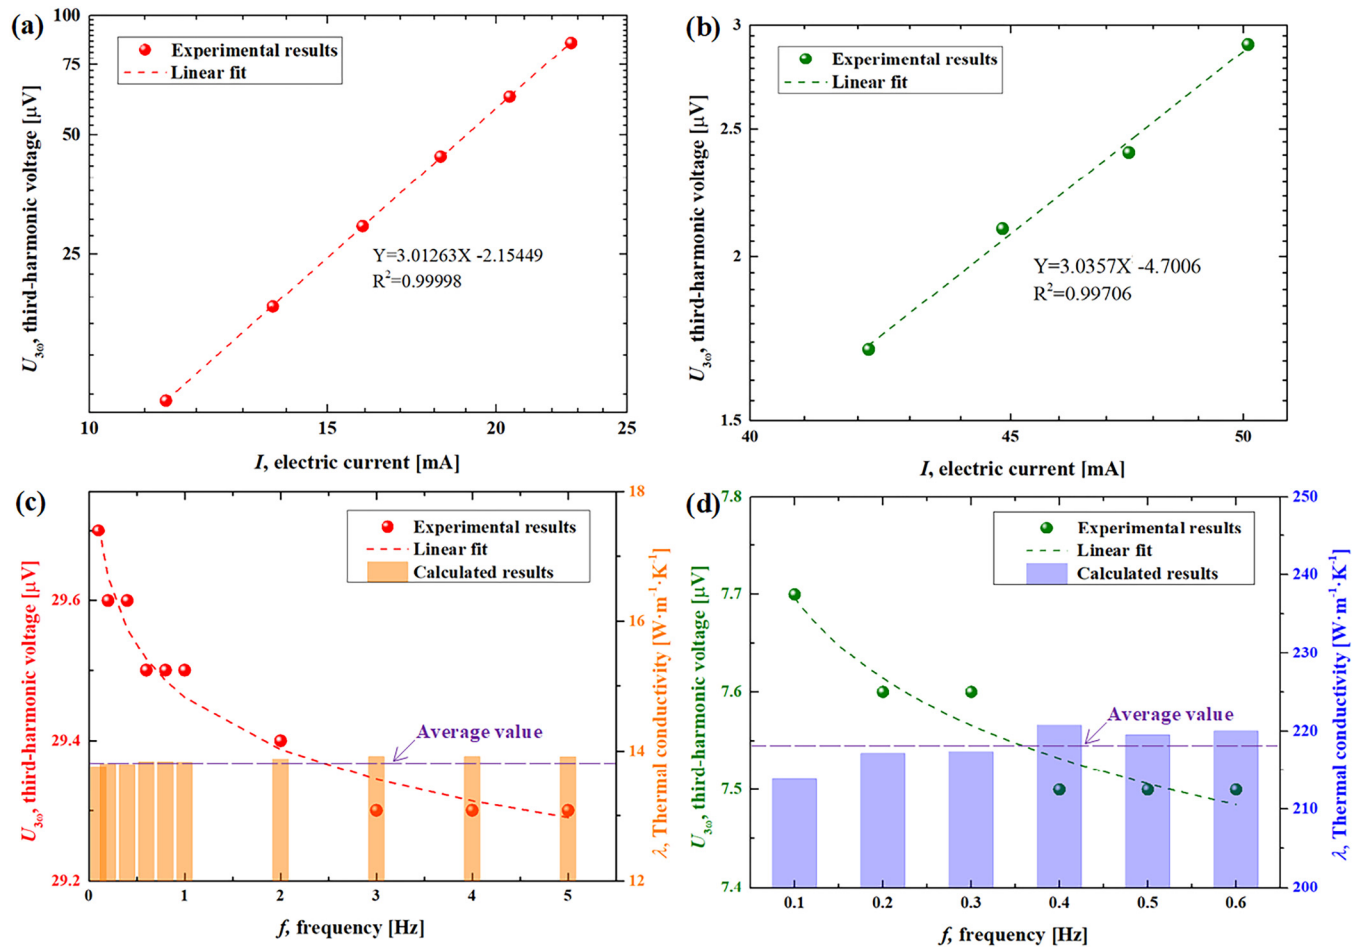 (a)
100
75
50
25
U3ω, third-harmonic voltage [μV]
Experimental results
Linear fit
Y=3.01263X -2.15449
R2=0.99998
10
15
20
25
I, electric current [mA]
(b)
3
2.5
2
1.5
U3ω, third-harmonic voltage [μV]
Experimental results
Linear fit
Y=3.0357X -4.7006
R2=0.99706
40
45
50
I, electric current [mA]
(c)
29.6
29.4
29.2
U3ω, third-harmonic voltage [μV]
Experimental results
Linear fit
Calculated results
Average value
18
16
14
12
λ, Thermal conductivity [W·m-1·K-1]
0
1
2
3
4
5
f, frequency [Hz]
(d)
7.8
7.7
7.6
7.5
7.4
U3ω, third-harmonic voltage [μV]
Experimental results
Linear fit
Calculated results
Average value
250
240
230
220
210
200
λ, Thermal conductivity [W·m-1·K-1]
0.1
0.2
0.3
0.4
0.5
0.6
f, frequency [Hz]